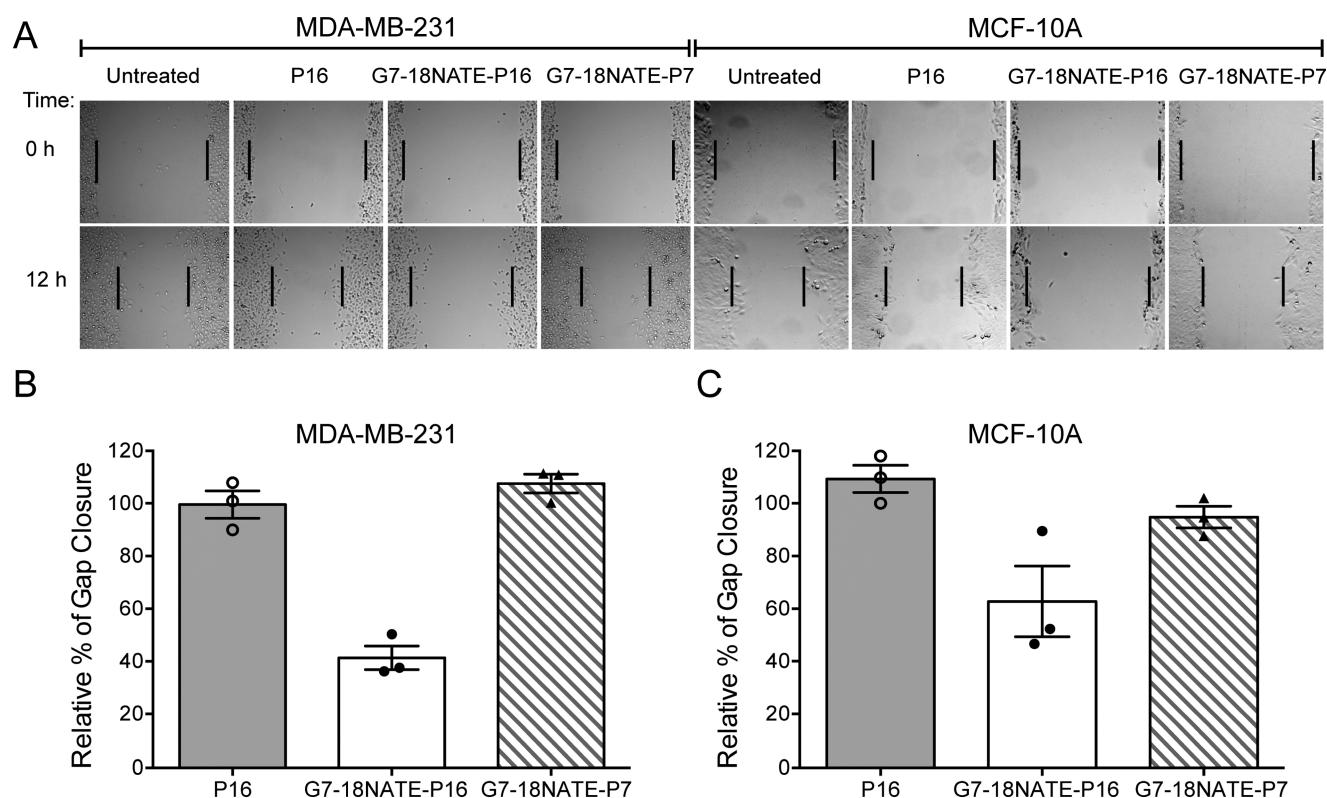 A
MDA-MB-231
MCF-10A
Untreated P16 G7-18NATE-P16 G7-18NATE-P7 Untreated P16 G7-18NATE-P16 G7-18NATE-P7
Time:
0 h
12 h
B
C
MDA-MB-231
Relative % of Gap Closure
120
100
80
60
40
20
0
P16 G7-18NATE-P16 G7-18NATE-P7
MCF-10A
Relative % of Gap Closure
120
100
80
60
40
20
0
P16 G7-18NATE-P16 G7-18NATE-P7